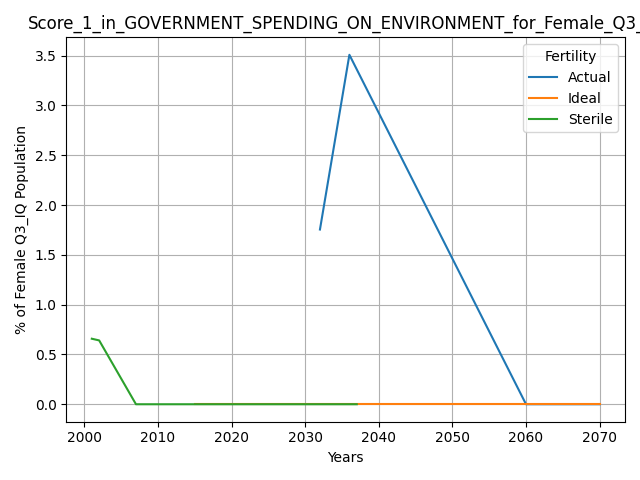 Score_1_in_GOVERNMENT_SPENDING_ON_ENVIRONMENT_for_Female_Q3_
Fertility
Actual
Ideal
Sterile
% of Female Q3_IQ Population
3.5
3.0
2.5
2.0
1.5
1.0
0.5
0.0
2000 2010 2020 2030 2040 2050 2060 2070
Years